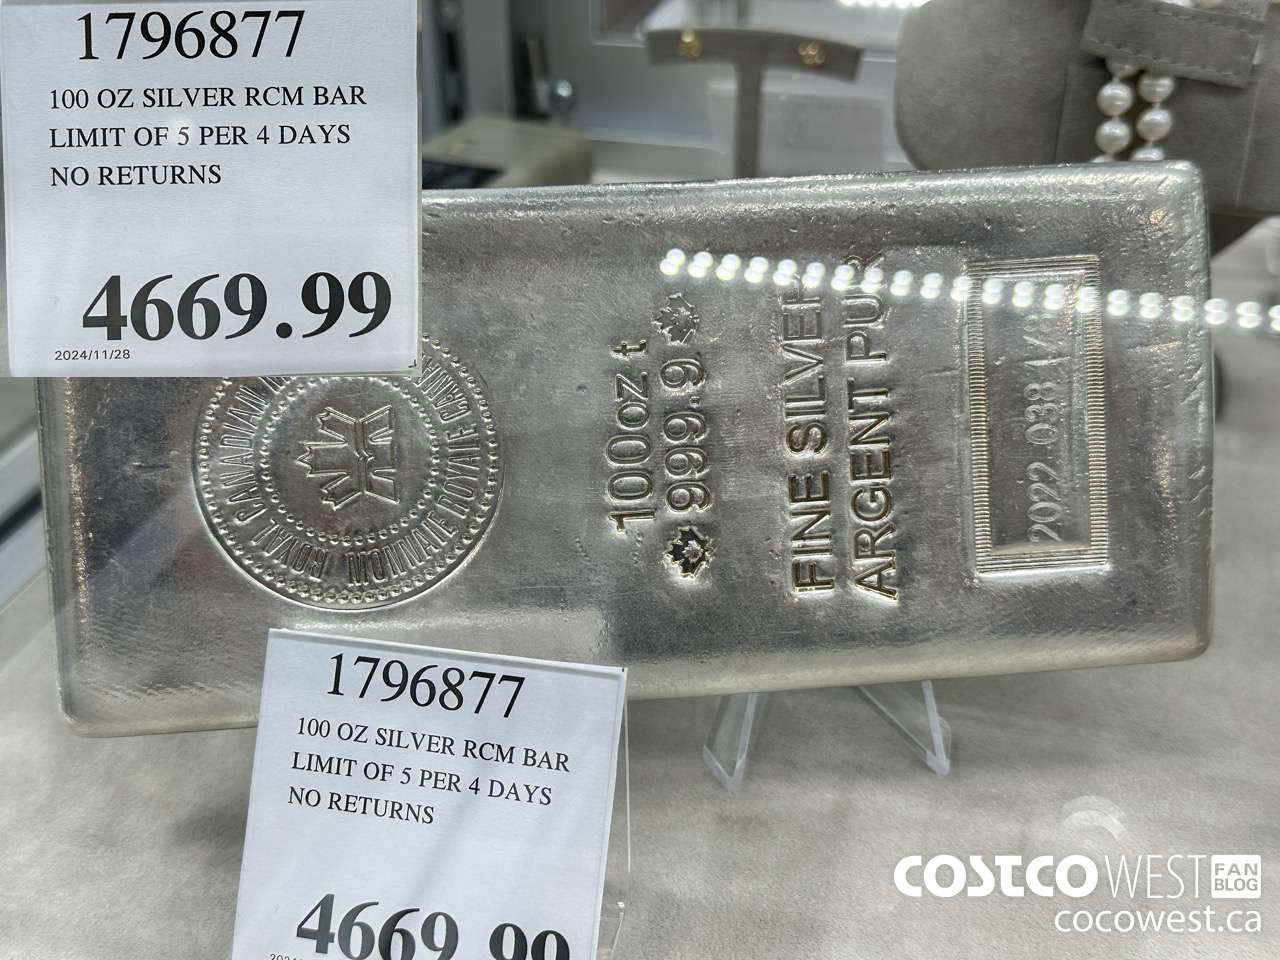 1796877
100 OZ SILVER RCM BAR
LIMIT OF 5 PER 4 DAYS
NO RETURNS
4669.99
2024/11/28
ROYAL CANADIAN
MONNAIE ROYALE
100oz t
999.9
FINE SILVER
ARGENT PUR
2022 038
1796877
100 OZ SILVER RCM BAR
LIMIT OF 5 PER 4 DAYS
NO RETURNS
4669.99
COSTCO WEST FAN
BLOG
cocowest.ca